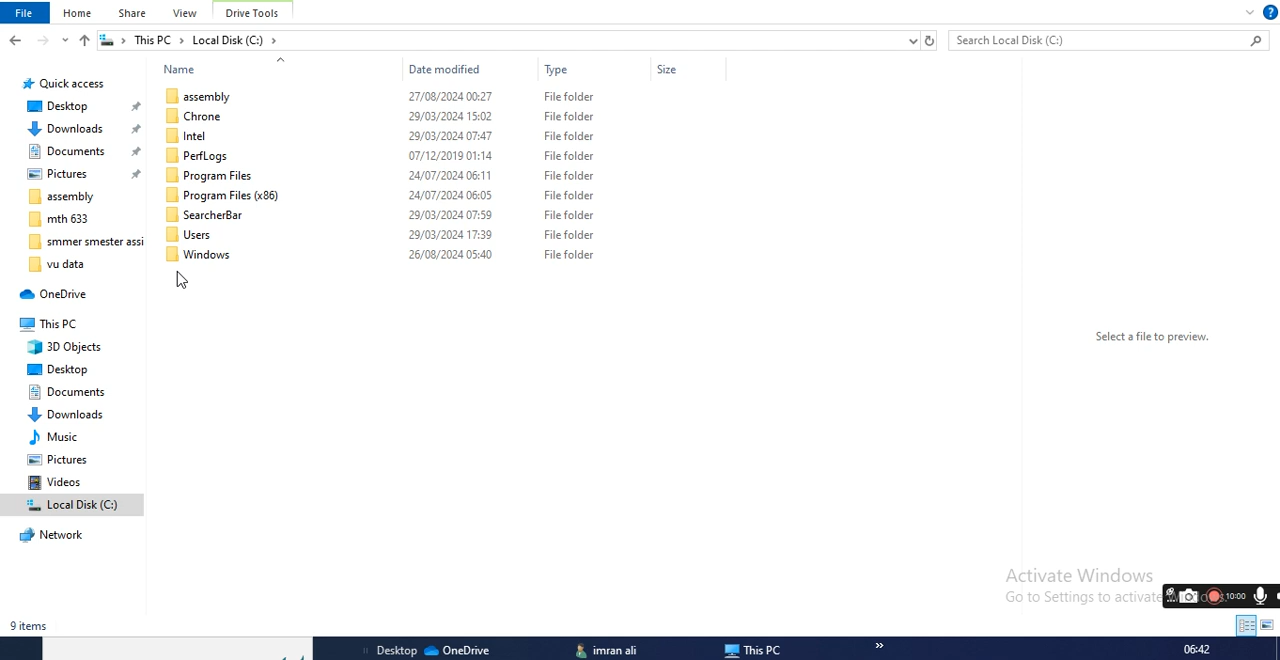 File Home Share View Drive Tools
This PC Local Disk (C:) Search Local Disk (C:)
Name Date modified Type Size
Quick access
Desktop
Downloads
Documents
Pictures
assembly
mth 633
smmer smester assi
vu data
OneDrive
This PC
3D Objects
Desktop
Documents
Downloads
Music
Pictures
Videos
Local Disk (C:)
Network
assembly 27/08/2024 00:27 File folder
Chrone 29/03/2024 15:02 File folder
Intel 29/03/2024 07:47 File folder
PerfLogs 07/12/2019 01:14 File folder
Program Files 24/07/2024 06:11 File folder
Program Files (x86) 24/07/2024 06:05 File folder
SearcherBar 29/03/2024 07:59 File folder
Users 29/03/2024 17:39 File folder
Windows 26/08/2024 05:40 File folder
Select a file to preview.
Activate Windows
Go to Settings to activate
10:00
9 items
Desktop OneDrive imran ali This PC » 06:42